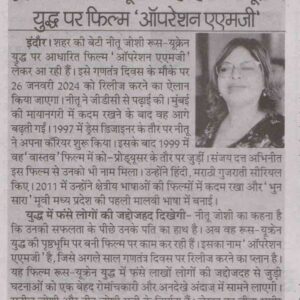 युद्ध पर फिल्म 'ऑपरेशन एएमजी'
इंदौर। शहर की बेटी नीतू जोशी रूस-यूक्रेन
युद्ध पर आधारित फिल्म 'ऑपरेशन एएमजी'
लेकर आ रही हैं। इसे गणतंत्र दिवस के मौके पर
26 जनवरी 2024 को रिलीज करने का ऐलान
किया जाएगा। नीतू ने जीडीसी से पढ़ाई की। मुंबई
की मायानगरी में कदम रखने के बाद वह आगे
बढ़ती गईं। 1997 में ड्रेस डिजाइनर के तौर पर नीतू
ने अपना करियर शुरू किया। इसके बाद 1999 में
वह 'वास्तव' फिल्म में को-प्रोड्यूसर के तौर पर जुड़ीं। संजय दत्त अभिनीत
इस फिल्म से उनको भी नाम मिला। उन्होंने हिंदी, मराठी गुजराती सीरियल
किए। 2011 में उन्होंने क्षेत्रीय भाषाओं की फिल्मों में कदम रखा और 'भुन
सारा' मूवी मध्य प्रदेश की पहली मालवी भाषा में बनाई।
युद्ध में फंसे लोगों की जद्दोजहद दिखेगी- नीतू जोशी का कहना है
कि उनकी सफलता के पीछे उनके पति का हाथ है। अब वह रूस-यूक्रेन
युद्ध की पृष्ठभूमि पर बनी फिल्म पर काम कर रही हैं। इसका नाम 'ऑपरेशन
एएमजी' है, जिसे अगले साल गणतंत्र दिवस पर रिलीज करने का प्लान है।
यह फिल्म रूस-यूक्रेन युद्ध में फंसे लाखों लोगों की जद्दोजहद से जुड़ी
घटनाओं को एक बेहद रोमांचकारी और अनदेखे अंदाज में सामने लाएगी।